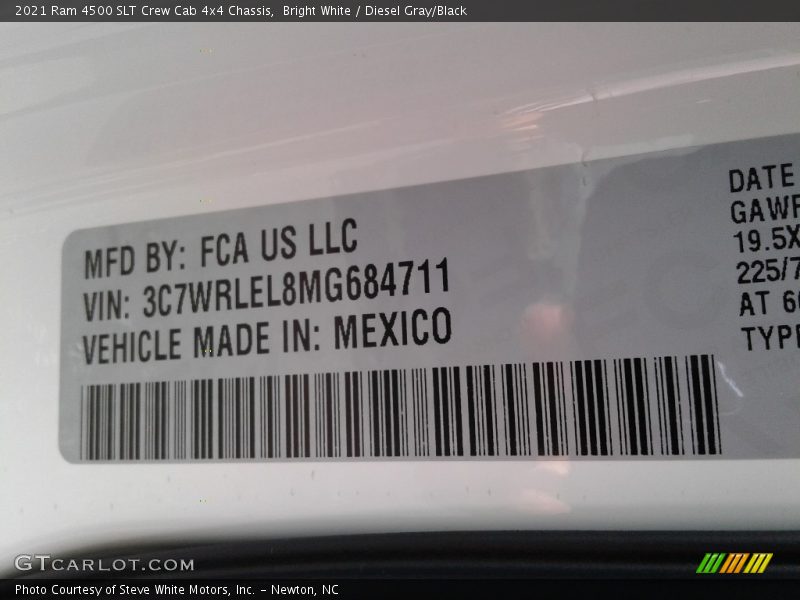 2021 Ram 4500 SLT Crew Cab 4x4 Chassis,  Bright White / Diesel Gray/Black
MFD BY: FCA US LLC
VIN: 3C7WRLEL8MG684711
VEHICLE MADE IN: MEXICO
DATE
GAWR
19.5X
225/7
AT 6
TYPE
GTCARLOT.COM
Photo Courtesy of Steve White Motors, Inc. – Newton, NC